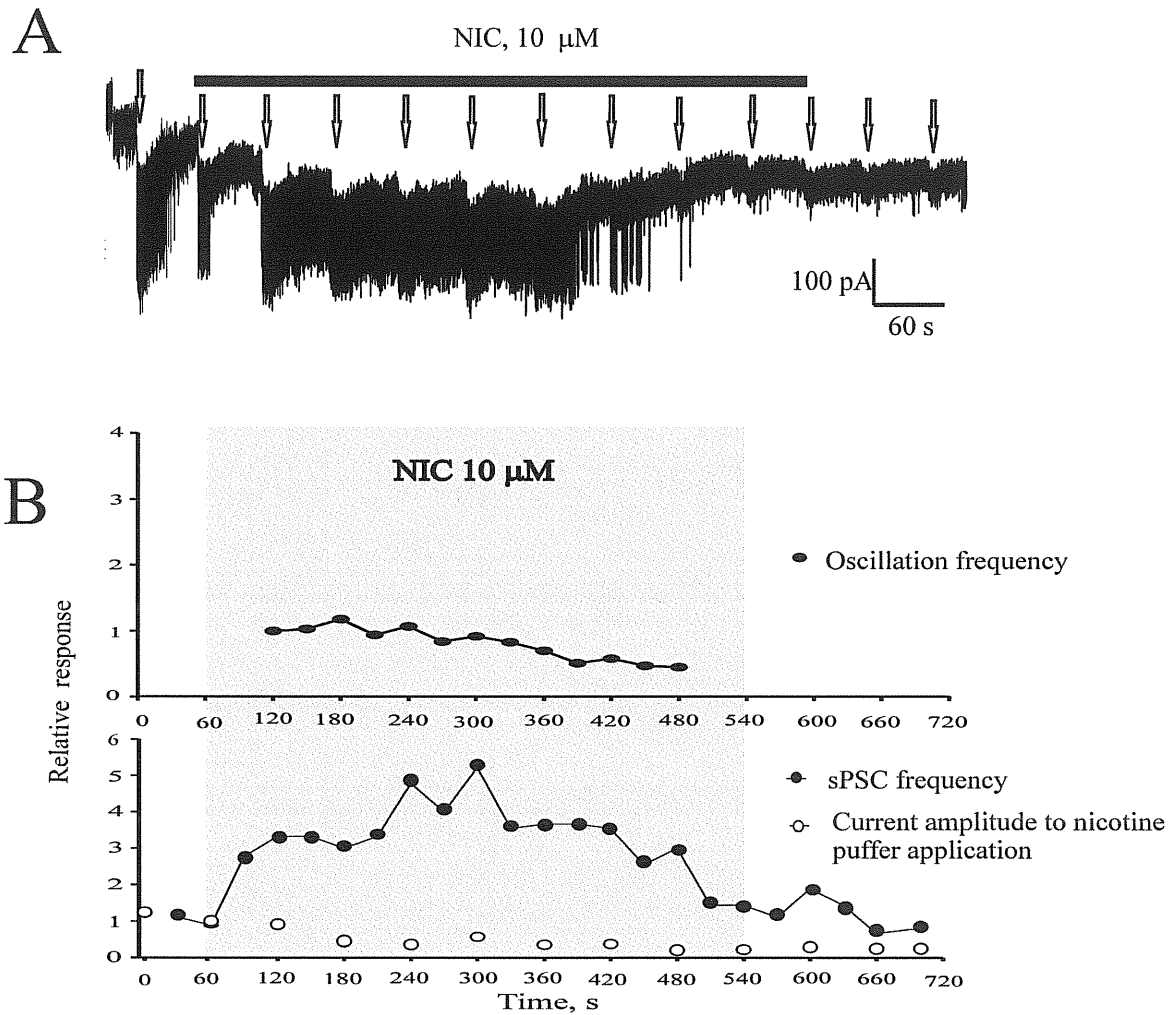 A
NIC, 10 μM
100 pA
60 s
B
Relative response
4
3
2
1
0
NIC 10 μM
Oscillation frequency
0 60 120 180 240 300 360 420 480 540 600 660 720
6
5
4
3
2
1
0
sPSC frequency
Current amplitude to nicotine
puffer application
0 60 120 180 240 300 360 420 480 540 600 660 720
Time, s